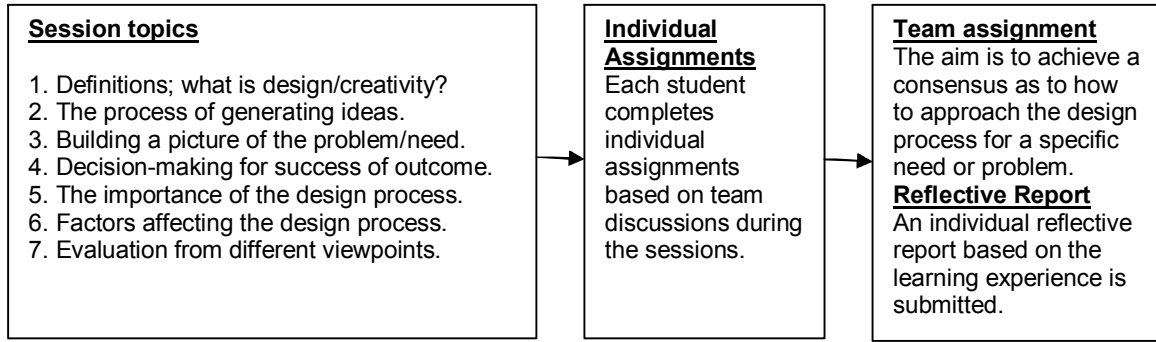 Session topics
1. Definitions; what is design/creativity?
2. The process of generating ideas.
3. Building a picture of the problem/need.
4. Decision-making for success of outcome.
5. The importance of the design process.
6. Factors affecting the design process.
7. Evaluation from different viewpoints.
Individual
Assignments
Each student
completes
individual
assignments
based on team
discussions during
the sessions.
Team assignment
The aim is to achieve a
consensus as to how
to approach the design
process for a specific
need or problem.
Reflective Report
An individual reflective
report based on the
learning experience is
submitted.